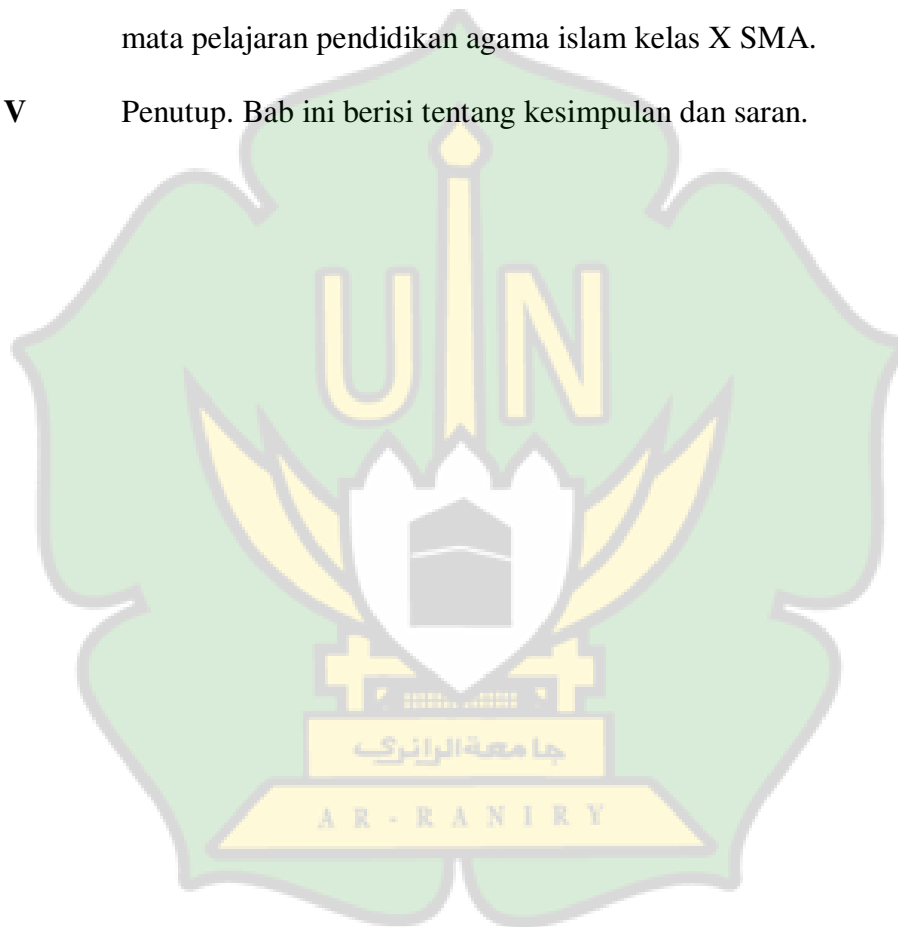 mata pelajaran pendidikan agama islam kelas X SMA.
V Penutup. Bab ini berisi tentang kesimpulan dan saran.
UIN
جامعة الرانري
AR-RANIRY